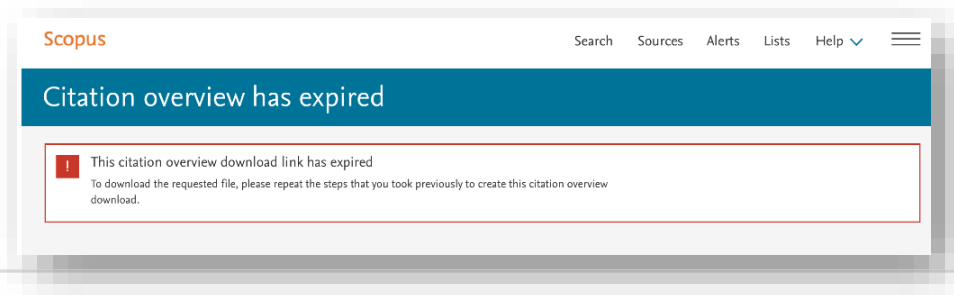 Scopus
Search Sources Alerts Lists Help
Citation overview has expired
! This citation overview download link has expired
To download the requested file, please repeat the steps that you took previously to create this citation overview
download.